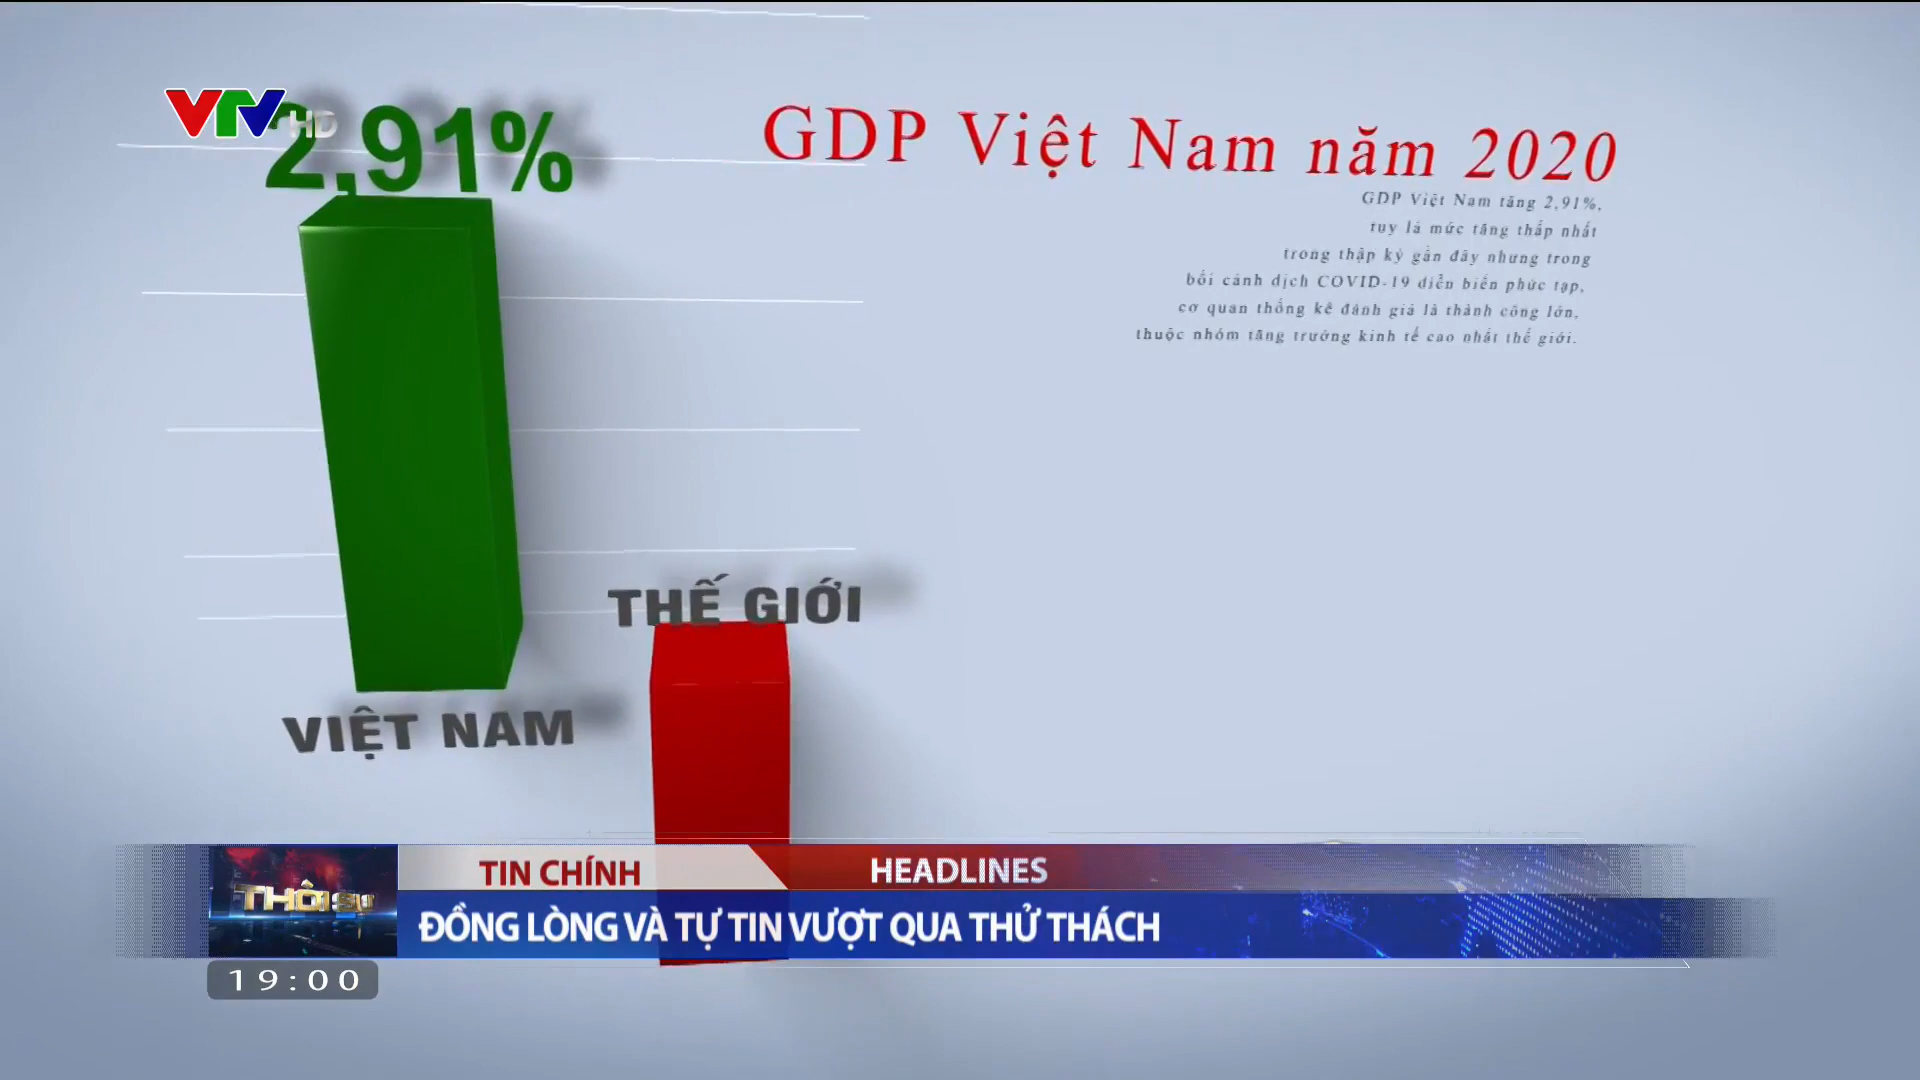 VTV HD
2,91%
GDP Việt Nam năm 2020
GDP Việt Nam tăng 2,91%,
tuy là mức tăng thấp nhất
trong thập kỷ gần đây nhưng trong
bối cảnh dịch COVID-19 diễn biến phức tạp,
cơ quan thống kê đánh giá là thành công lớn,
thuộc nhóm tăng trưởng kinh tế cao nhất thế giới.
THẾ GIỚI
VIỆT NAM
TIN CHÍNH
HEADLINES
THỜI SỰ
ĐỒNG LÒNG VÀ TỰ TIN VƯỢT QUA THỬ THÁCH
19:00